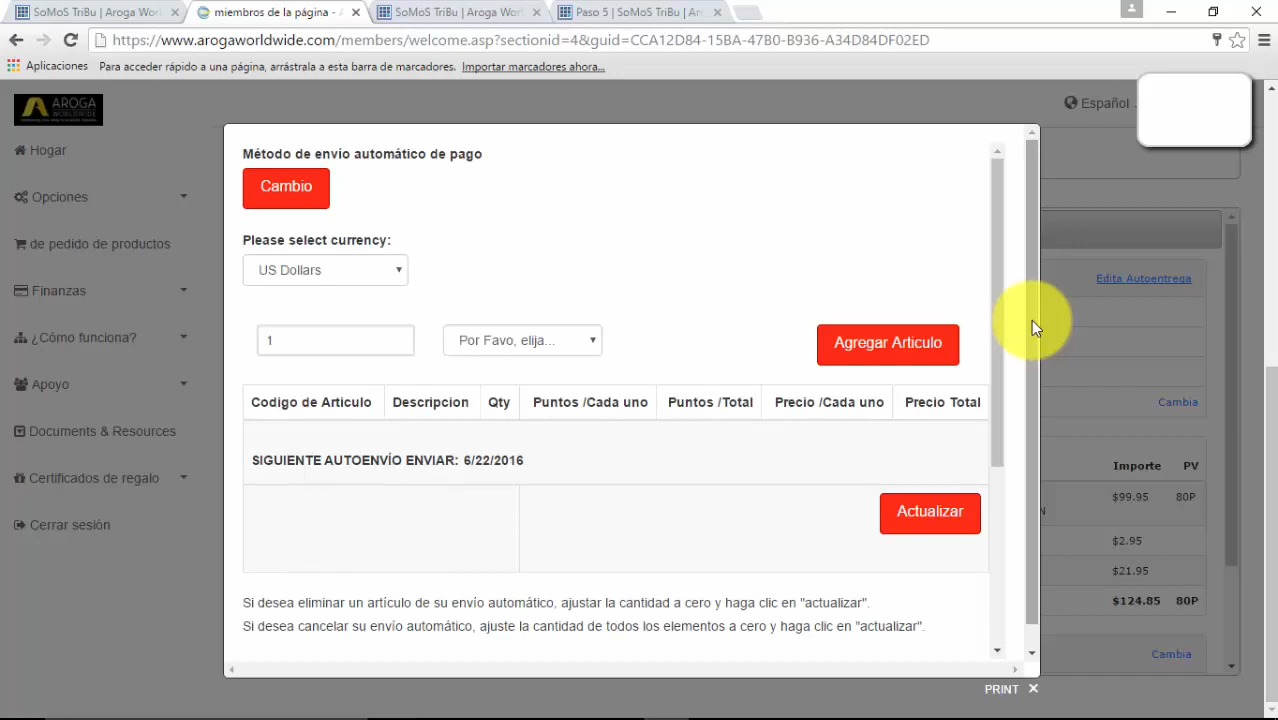 SoMoS TriBu | Aroga Wor
miembros de la página - A
SoMoS TriBu | Aroga Wor
Paso 5 | SoMoS TriBu | Ar
https://www.arogaworldwide.com/members/welcome.asp?sectionid=4&guid=CCA12D84-15BA-47B0-B936-A34D84DF02ED
Aplicaciones Para acceder rápido a una página, arrástrala a esta barra de marcadores. Importar marcadores ahora...
AROGA
WORLDWIDE
Español
Hogar
Opciones
de pedido de productos
Finanzas
¿Cómo funciona?
Apoyo
Documents & Resources
Certificados de regalo
Cerrar sesión
Método de envío automático de pago
Cambio
Please select currency:
US Dollars
1 Por Favo, elija... Agregar Articulo
Codigo de Articulo Descripcion Qty Puntos /Cada uno Puntos /Total Precio /Cada uno Precio Total
SIGUIENTE AUTOENVÍO ENVIAR: 6/22/2016
Actualizar
Si desea eliminar un artículo de su envío automático, ajustar la cantidad a cero y haga clic en "actualizar".
Si desea cancelar su envío automático, ajuste la cantidad de todos los elementos a cero y haga clic en "actualizar".
Edita Autoentrega
Cambia
Importe PV
$99.95 80P
N
$2.95
$21.95
$124.85 80P
Cambia
PRINT ✕